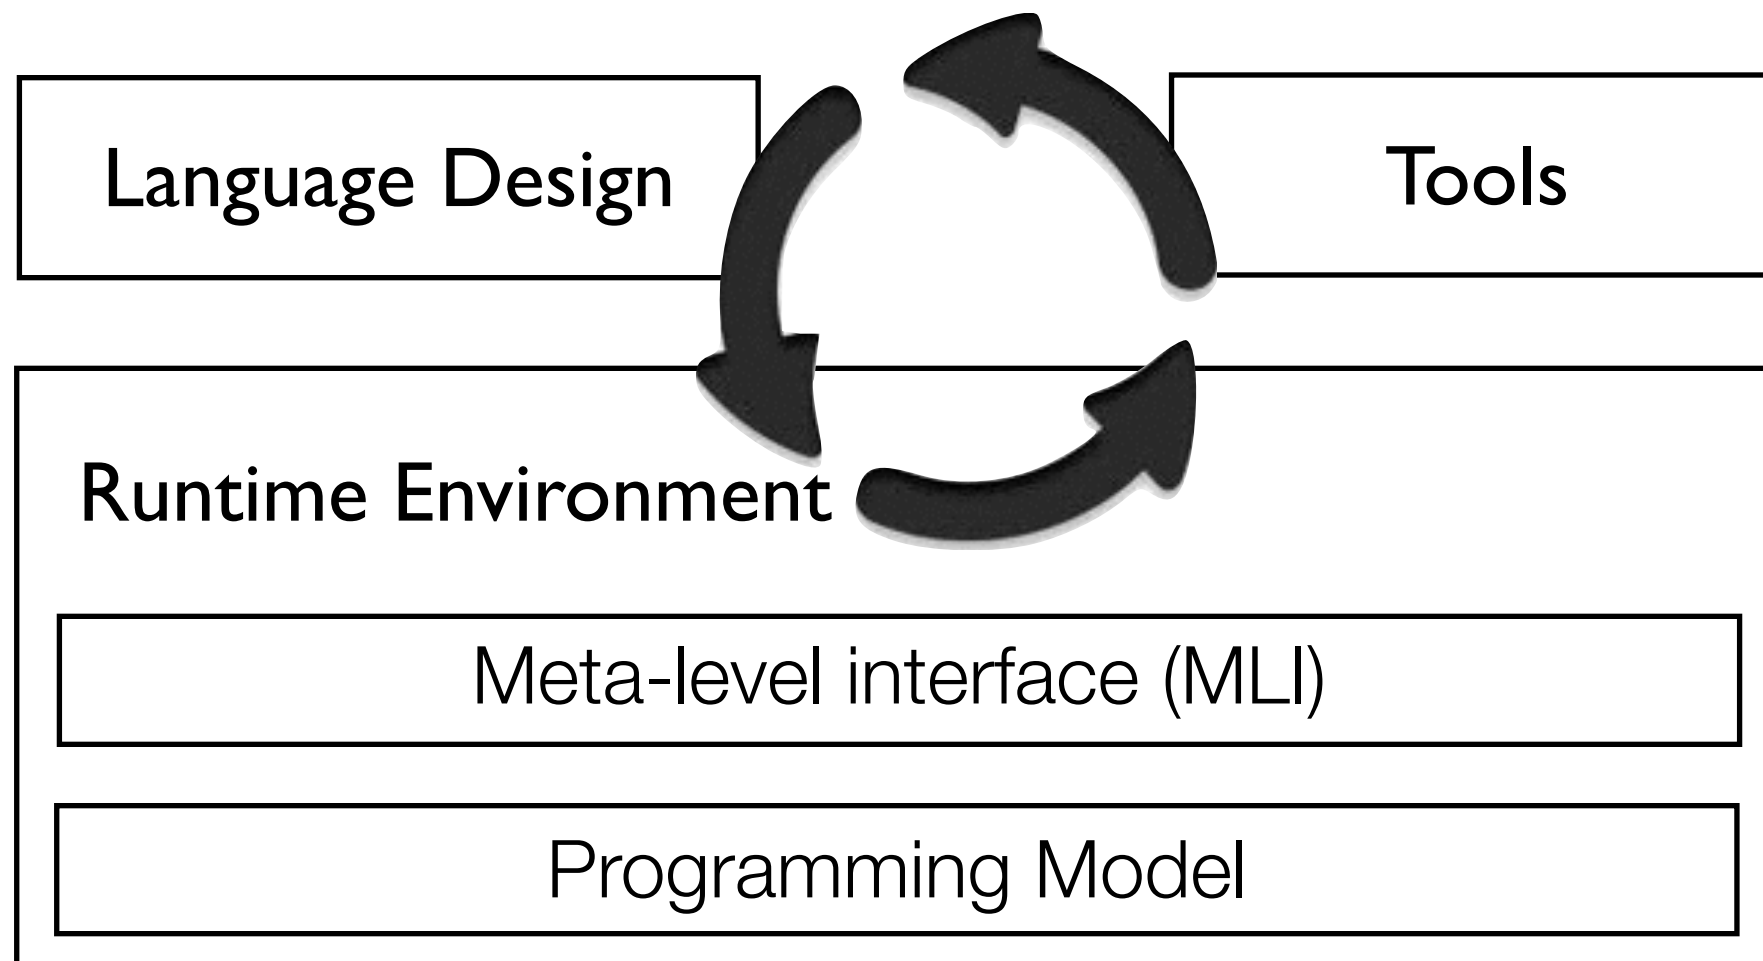 Language Design
Tools
Runtime Environment
Meta-level interface (MLI)
Programming Model